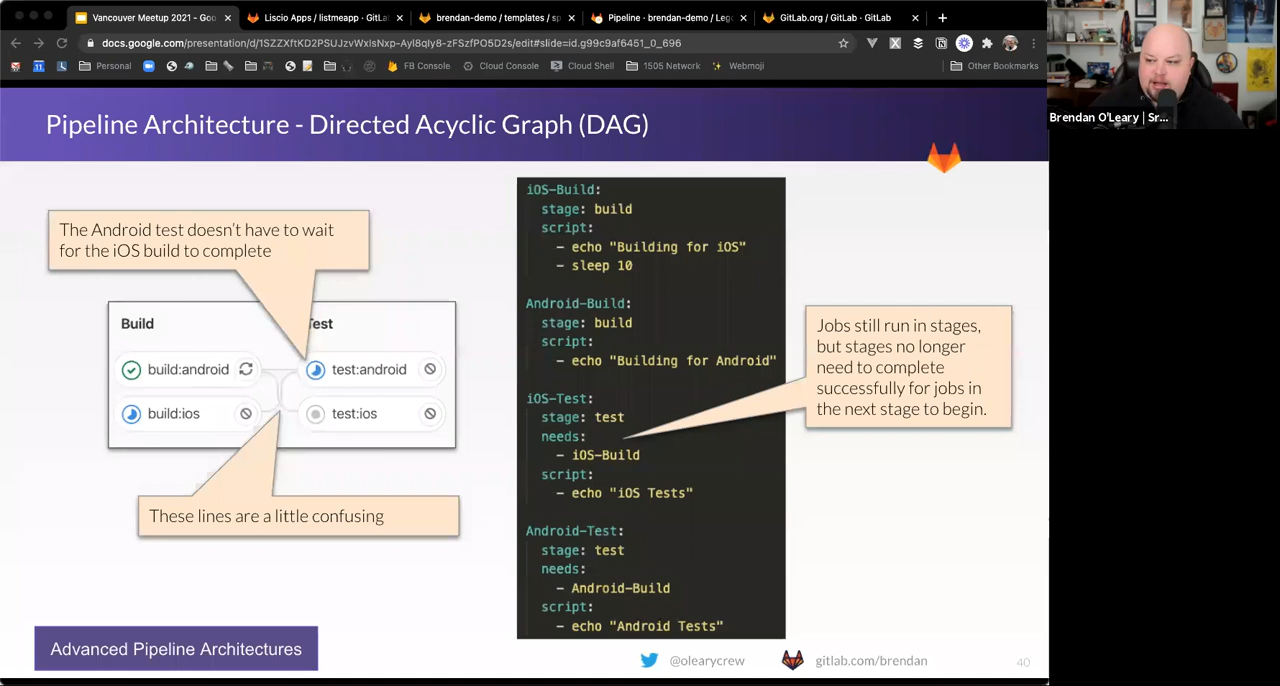 Vancouver Meetup 2021 - Goo
Liscio Apps / listmeapp · GitLa
brendan-demo / templates / sp
Pipeline · brendan-demo / Leg
GitLab.org / GitLab · GitLab
docs.google.com/presentation/d/1SZZXftKD2PSUJzvWxIsNxp-AyI8qIy8-zFSzfPO5D2s/edit#slide=id.g99c9af6451_0_696
Personal
FB Console
Cloud Console
Cloud Shell
1505 Network
Webmoji
Other Bookmarks
Brendan O'Leary | Sr...
Pipeline Architecture - Directed Acyclic Graph (DAG)
The Android test doesn't have to wait
for the iOS build to complete
Build
Test
build:android
test:android
build:ios
test:ios
These lines are a little confusing
iOS-Build:
stage: build
script:
- echo "Building for iOS"
- sleep 10
Android-Build:
stage: build
script:
- echo "Building for Android"
iOS-Test:
stage: test
needs:
- iOS-Build
script:
- echo "iOS Tests"
Android-Test:
stage: test
needs:
- Android-Build
script:
- echo "Android Tests"
Jobs still run in stages,
but stages no longer
need to complete
successfully for jobs in
the next stage to begin.
Advanced Pipeline Architectures
@olearycrew
gitlab.com/brendan
40